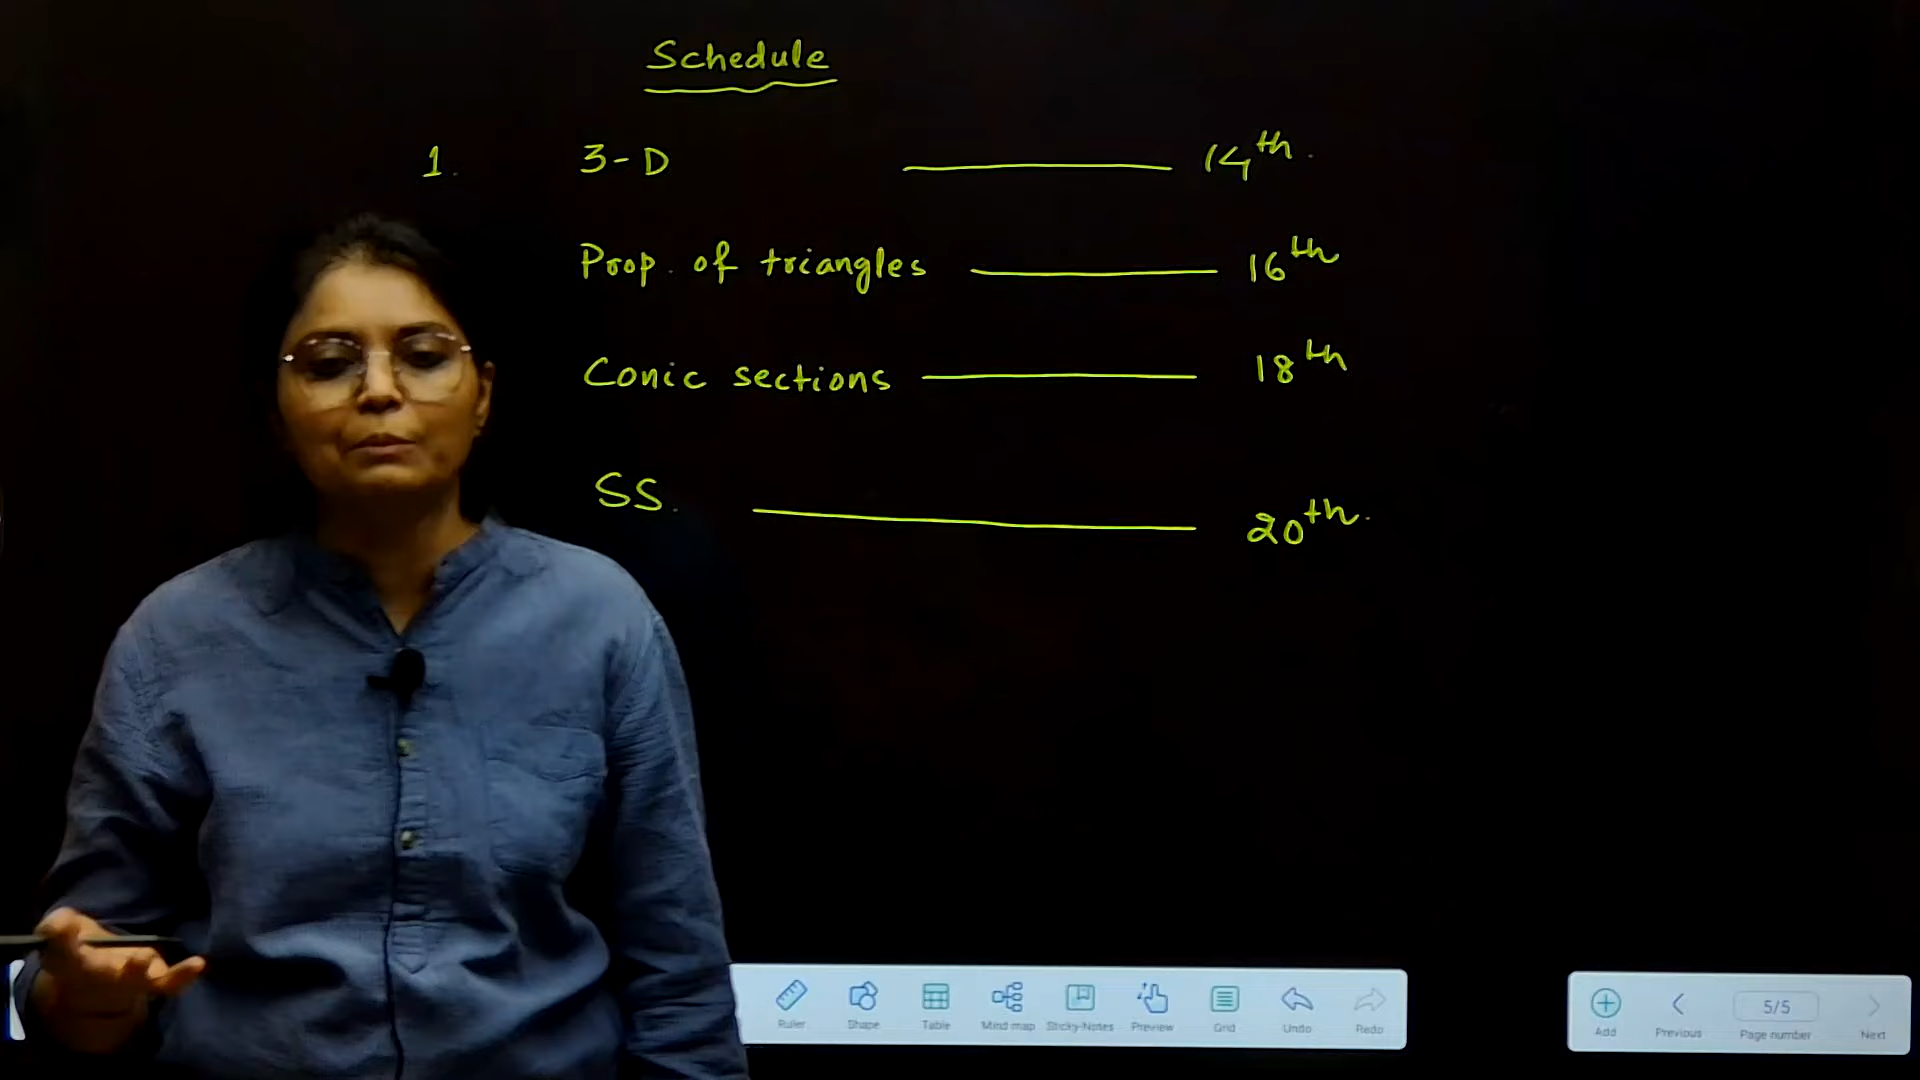 Schedule
1. 3-D 14th.
Prop. of triangles 16th
Conic sections 18th
SS. 20th.
Ruler Shape Table Mind map Sticky-Notes Preview Grid Undo Redo
Add Previous 5/5 Page number Next